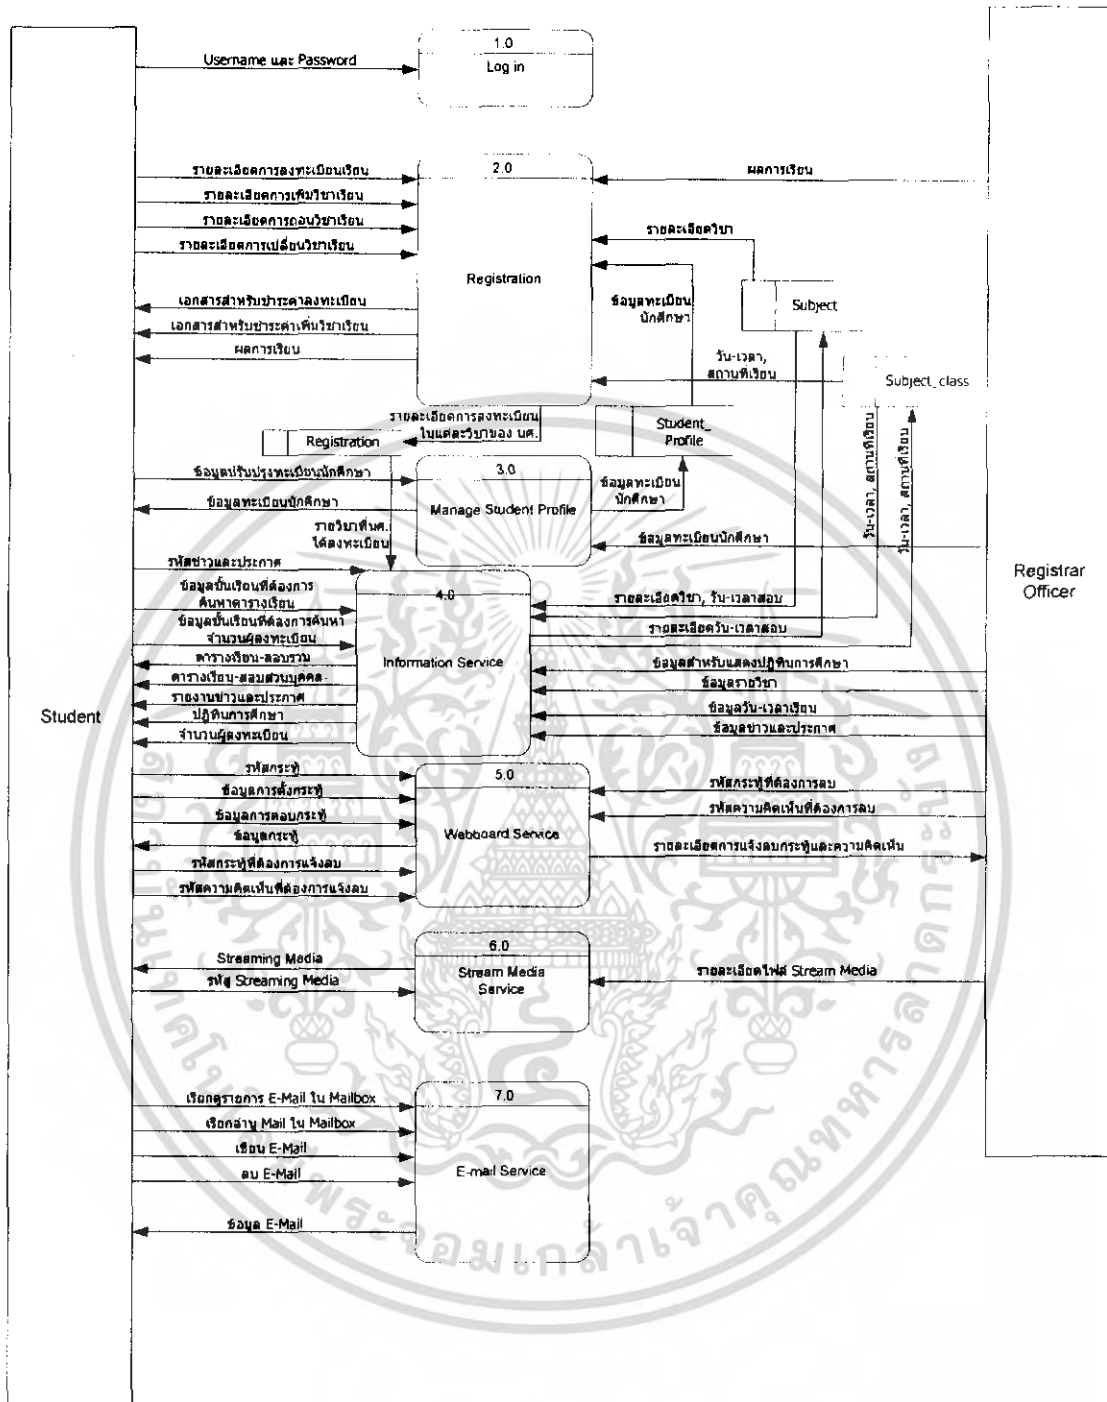 1.0
Log in
Username และ Password
2.0
Registration
รายละเอียดการลงทะเบียนเรียน
รายละเอียดการเพิ่มวิชาเรียน
รายละเอียดการถอนวิชาเรียน
รายละเอียดการเปลี่ยนวิชาเรียน
เอกสารสำหรับชำระค่าลงทะเบียน
เอกสารสำหรับชำระค่าเพิ่มวิชาเรียน
ผลการเรียน
ผลการเรียน
รายละเอียดวิชา
Subject
ข้อมูลทะเบียน
นักศึกษา
วัน-เวลา,
สถานที่เรียน
Subject_class
รายละเอียดการลงทะเบียน
ในแต่ละวิชาของ นศ.
Registration
Student_
Profile
วัน-เวลา, สถานที่เรียน
วัน-เวลา, สถานที่เรียน
3.0
Manage Student Profile
ข้อมูลปรับปรุงทะเบียนนักศึกษา
ข้อมูลทะเบียนนักศึกษา
ข้อมูลทะเบียน
นักศึกษา
ข้อมูลทะเบียนนักศึกษา
รายวิชาที่นศ.
ได้ลงทะเบียน
Registrar
Officer
Student
4.0
Information Service
รหัสข่าวและประกาศ
ข้อมูลชั้นเรียนที่ต้องการ
ค้นหาตารางเรียน
ข้อมูลชั้นเรียนที่ต้องการค้นหา
จำนวนผู้ลงทะเบียน
ตารางเรียน-สอบรวม
ตารางเรียน-สอบส่วนบุคคล
รายงานข่าวและประกาศ
ปฏิทินการศึกษา
จำนวนผู้ลงทะเบียน
รายละเอียดวิชา, วัน-เวลาสอบ
รายละเอียดวัน-เวลาสอบ
ข้อมูลสำหรับแสดงปฏิทินการศึกษา
ข้อมูลรายวิชา
ข้อมูลวัน-เวลาเรียน
ข้อมูลข่าวและประกาศ
5.0
Webboard Service
รหัสกระทู้
ข้อมูลการตั้งกระทู้
ข้อมูลการตอบกระทู้
ข้อมูลกระทู้
รหัสกระทู้ที่ต้องการแจ้งลบ
รหัสความคิดเห็นที่ต้องการแจ้งลบ
รหัสกระทู้ที่ต้องการลบ
รหัสความคิดเห็นที่ต้องการลบ
รายละเอียดการแจ้งลบกระทู้และความคิดเห็น
6.0
Stream Media
Service
Streaming Media
รหัส Streaming Media
รายละเอียดไฟล์ Stream Media
7.0
E-mail Service
เรียกดูรายการ E-Mail ใน Mailbox
เรียกอ่าน Mail ใน Mailbox
เขียน E-Mail
ลบ E-Mail
ข้อมูล E-Mail
สถาบันเทคโนโลยีพระจอมเกล้าเจ้าคุณทหารลาดกระบัง